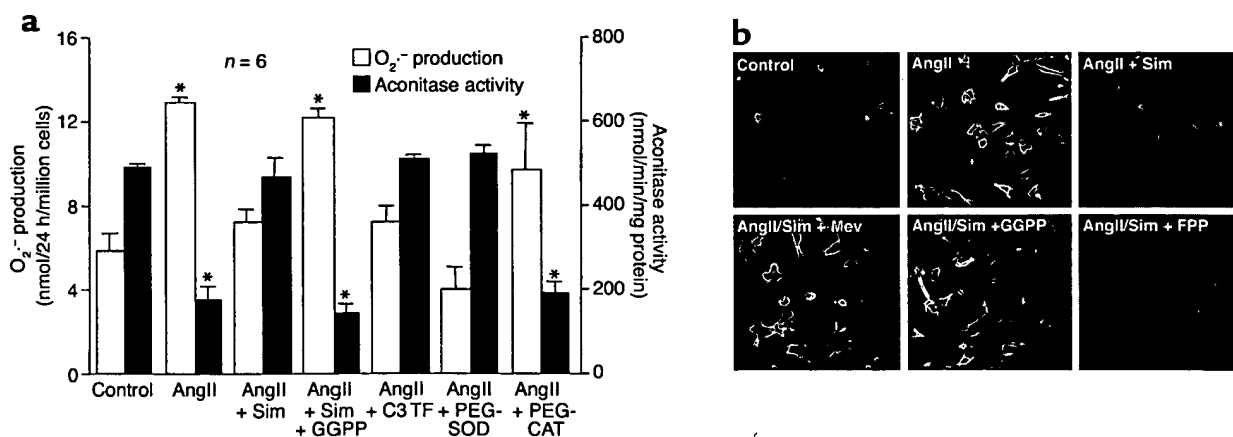 a
16
12
8
4
0
O₂·⁻ production
(nmol/24 h/million cells)
n = 6
O₂·⁻ production
Aconitase activity
*
*
*
*
*
*
800
600
400
200
0
Aconitase activity
(nmol/min/mg protein)
Control
AngII
AngII
+ Sim
AngII
+ Sim
+ GGPP
AngII
+ C3 TF
AngII
+ PEG-
SOD
AngII
+ PEG-
CAT
b
Control
AngII
AngII + Sim
AngII/Sim + Mev
AngII/Sim +GGPP
AngII/Sim + FPP